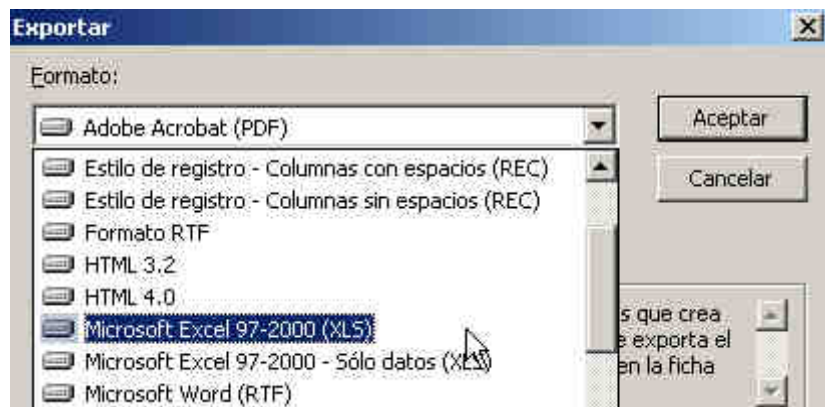 Exportar
Formato:
Adobe Acrobat (PDF)
Aceptar
Estilo de registro - Columnas con espacios (REC)
Cancelar
Estilo de registro - Columnas sin espacios (REC)
Formato RTF
HTML 3.2
HTML 4.0
Microsoft Excel 97-2000 (XLS)
s que crea
Microsoft Excel 97-2000 - Sólo datos (XLS)
e exporta el
en la ficha
Microsoft Word (RTF)